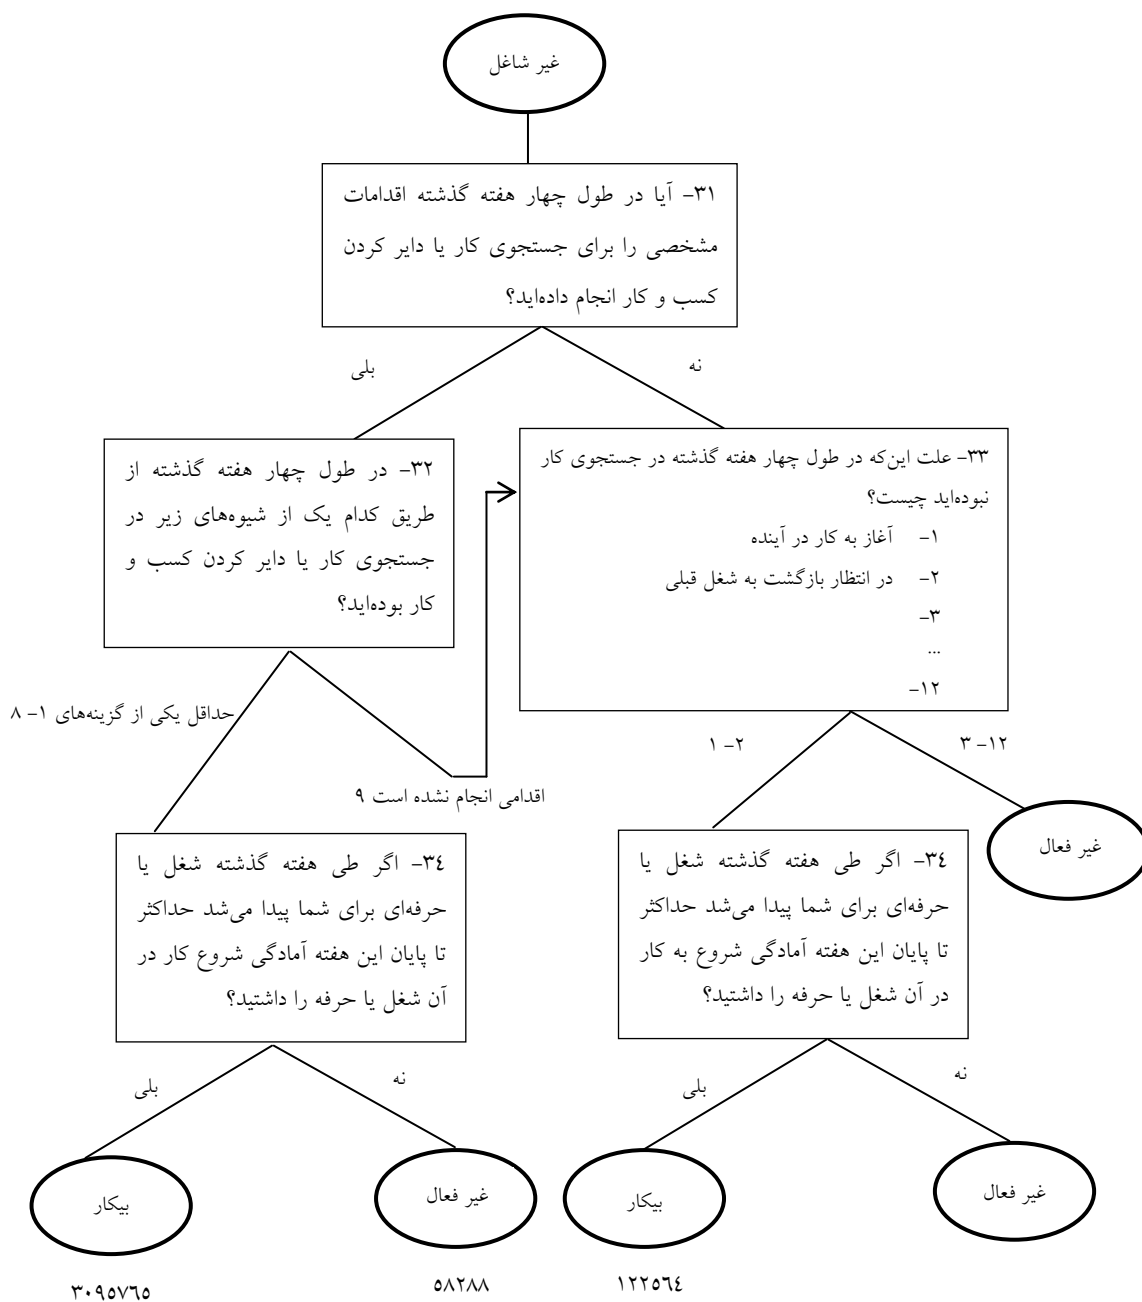 غیر شاغل
۳۱- آیا در طول چهار هفته گذشته اقدامات
مشخصی را برای جستجوی کار یا دایر کردن
کسب و کار انجام داده‌اید؟
بلی
نه
۳۲- در طول چهار هفته گذشته از
طریق کدام یک از شیوه‌های زیر در
جستجوی کار یا دایر کردن کسب و
کار بوده‌اید؟
۳۳- علت این‌که در طول چهار هفته گذشته در جستجوی کار
نبوده‌اید چیست؟
۱- آغاز به کار در آینده
۲- در انتظار بازگشت به شغل قبلی
۳-
...
۱۲-
حداقل یکی از گزینه‌های ۱- ۸
اقدامی انجام نشده است ۹
۱ -۲
۳ -۱۲
غیر فعال
۳٤- اگر طی هفته گذشته شغل یا
حرفه‌ای برای شما پیدا می‌شد حداکثر
تا پایان این هفته آمادگی شروع کار در
آن شغل یا حرفه را داشتید؟
۳٤- اگر طی هفته گذشته شغل یا
حرفه‌ای برای شما پیدا می‌شد حداکثر
تا پایان این هفته آمادگی شروع به کار
در آن شغل یا حرفه را داشتید؟
بلی
نه
بلی
نه
بیکار
غیر فعال
بیکار
غیر فعال
۳۰۹٥۷٦٥
٥۸۲۸۸
۱۲۲٥٦٤